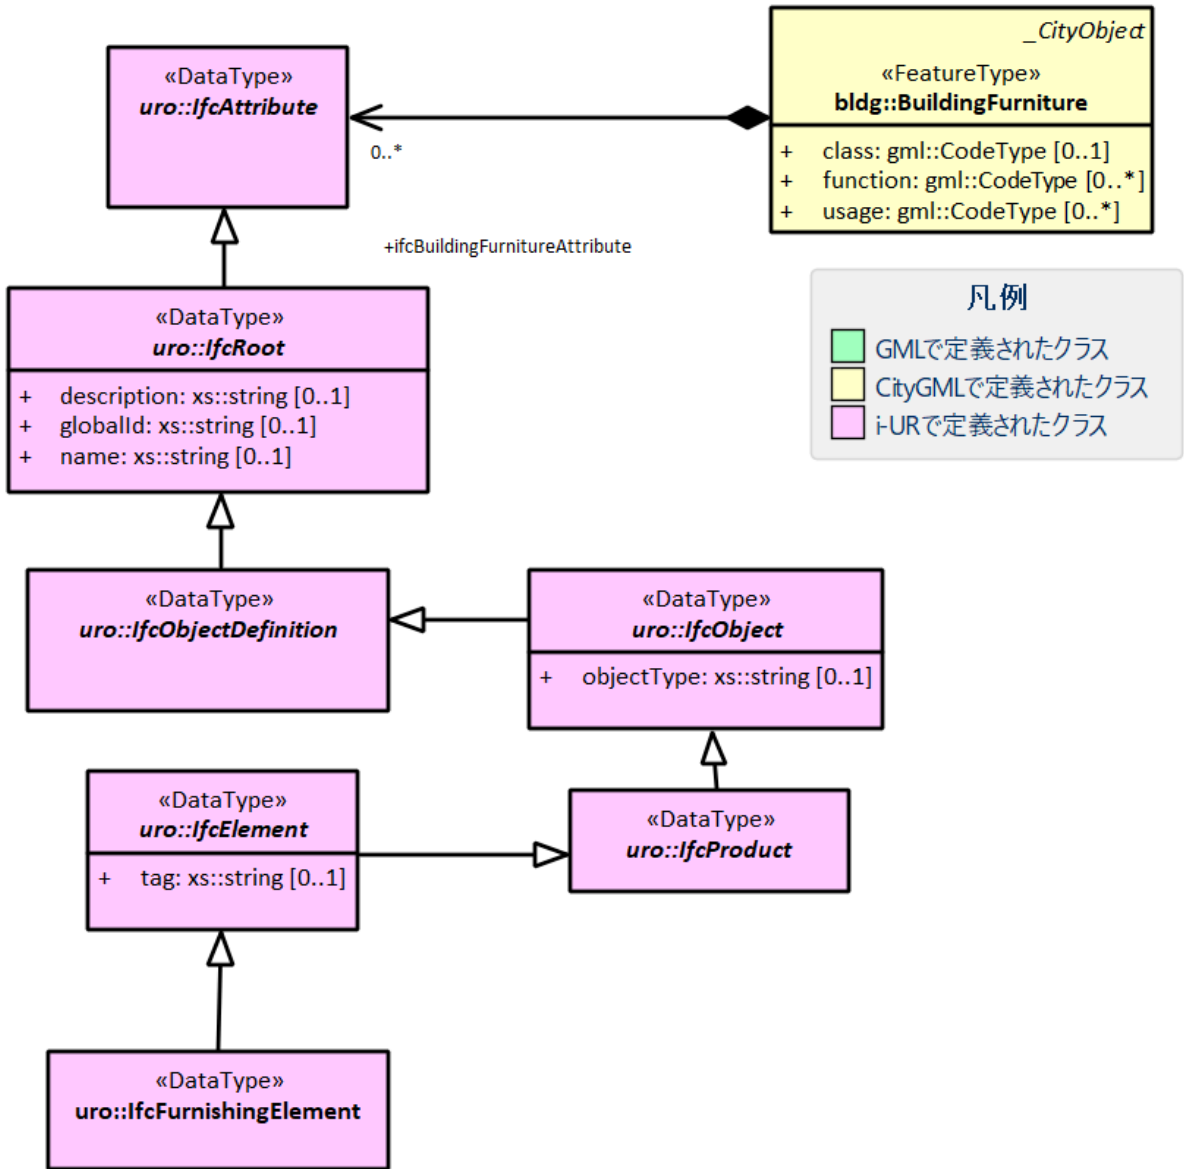 «DataType»
uro::IfcAttribute
_CityObject
«FeatureType»
bldg::BuildingFurniture
+ class: gml::CodeType [0..1]
+ function: gml::CodeType [0..*]
+ usage: gml::CodeType [0..*]
0..*
+ifcBuildingFurnitureAttribute
«DataType»
uro::IfcRoot
+ description: xs::string [0..1]
+ globalId: xs::string [0..1]
+ name: xs::string [0..1]
凡例
GMLで定義されたクラス
CityGMLで定義されたクラス
i-URで定義されたクラス
«DataType»
uro::IfcObjectDefinition
«DataType»
uro::IfcObject
+ objectType: xs::string [0..1]
«DataType»
uro::IfcElement
+ tag: xs::string [0..1]
«DataType»
uro::IfcProduct
«DataType»
uro::IfcFurnishingElement